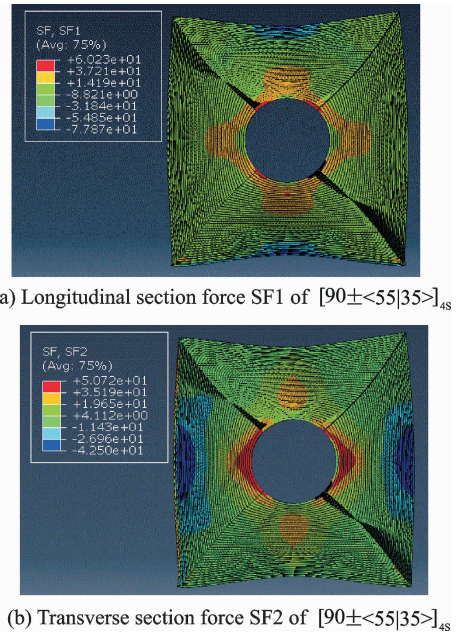 SF, SF1
(Avg: 75%)
+6.023e+01
+3.721e+01
+1.419e+01
-8.821e+00
-3.184e+01
-5.485e+01
-7.787e+01
a) Longitudinal section force SF1 of [90±<55|35>]4S
SF, SF2
(Avg: 75%)
+5.072e+01
+3.519e+01
+1.965e+01
+4.112e+00
-1.143e+01
-2.696e+01
-4.250e+01
(b) Transverse section force SF2 of [90±<55|35>]4S